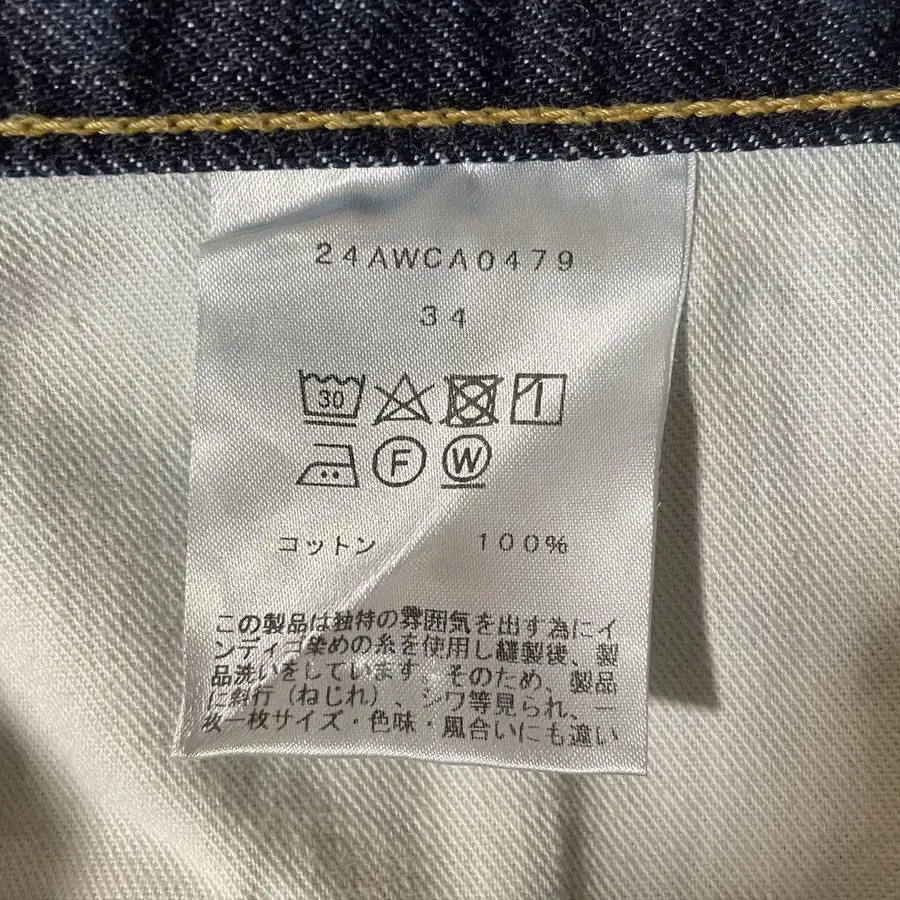 24AWCA0479
34
30
F W
コットン 100%
この製品は独特の雰囲気を出す為にイ
ンディゴ染めの糸を使用し縫製後、製
品洗いをしています。そのため、製品
に斜行（ねじれ）、シワ等見られ、一
枚一枚サイズ・色味・風合いにも違い